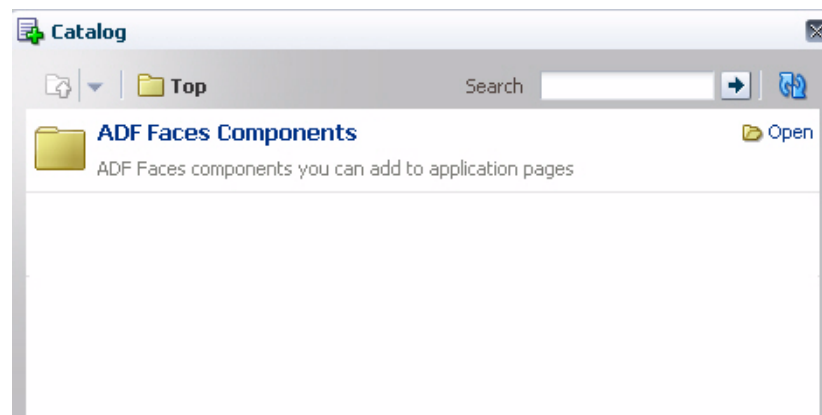 Catalog
Top Search
ADF Faces Components Open
ADF Faces components you can add to application pages